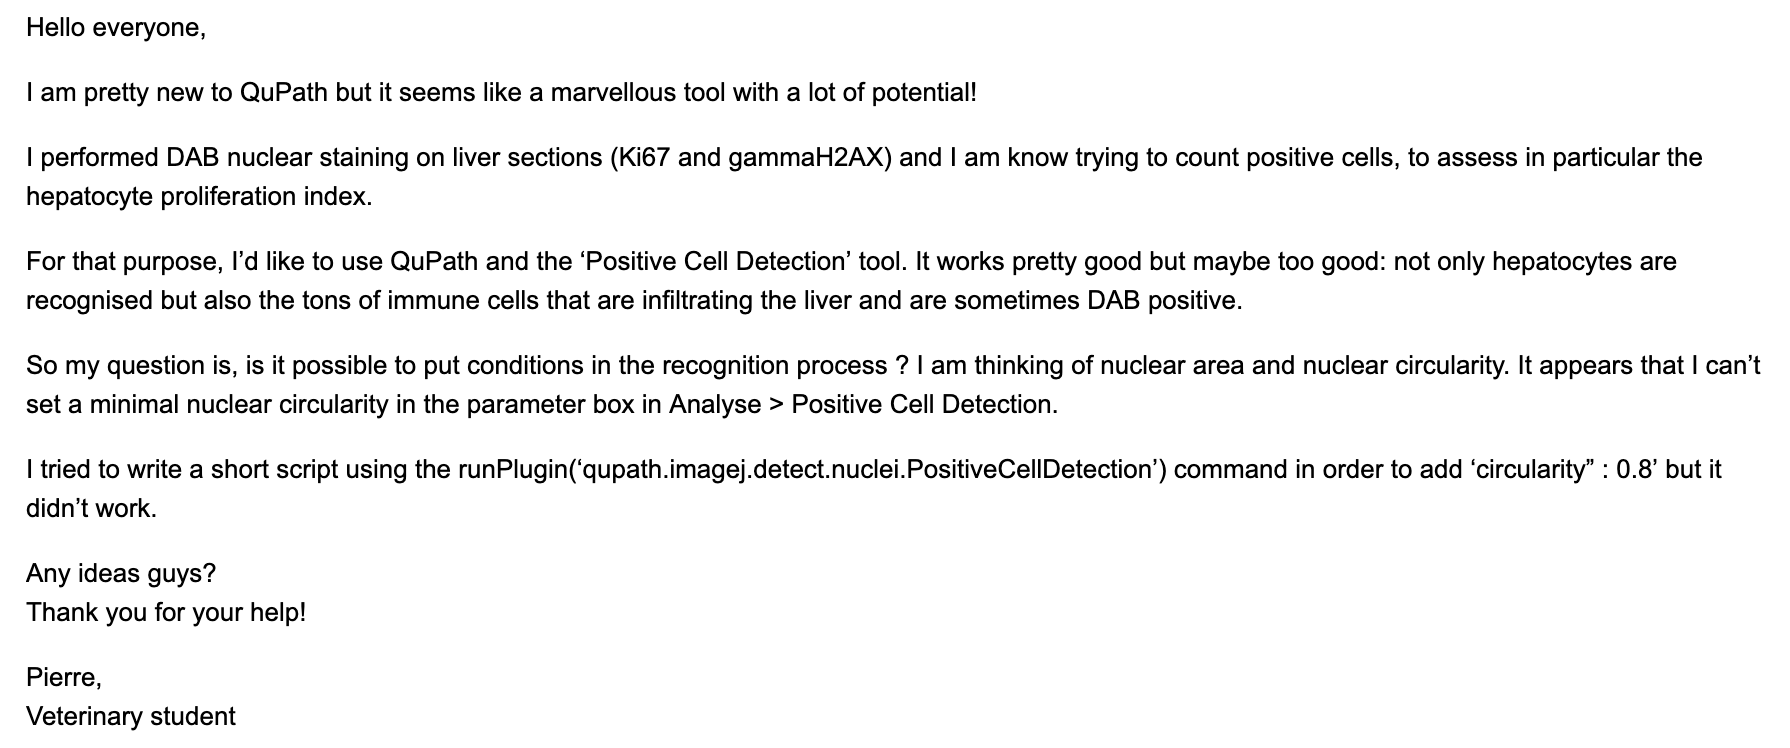 Hello everyone,
I am pretty new to QuPath but it seems like a marvellous tool with a lot of potential!
I performed DAB nuclear staining on liver sections (Ki67 and gammaH2AX) and I am know trying to count positive cells, to assess in particular the
hepatocyte proliferation index.
For that purpose, I’d like to use QuPath and the ‘Positive Cell Detection’ tool. It works pretty good but maybe too good: not only hepatocytes are
recognised but also the tons of immune cells that are infiltrating the liver and are sometimes DAB positive.
So my question is, is it possible to put conditions in the recognition process ? I am thinking of nuclear area and nuclear circularity. It appears that I can’t
set a minimal nuclear circularity in the parameter box in Analyse > Positive Cell Detection.
I tried to write a short script using the runPlugin(‘qupath.imagej.detect.nuclei.PositiveCellDetection’) command in order to add ‘circularity” : 0.8’ but it
didn’t work.
Any ideas guys?
Thank you for your help!
Pierre,
Veterinary student